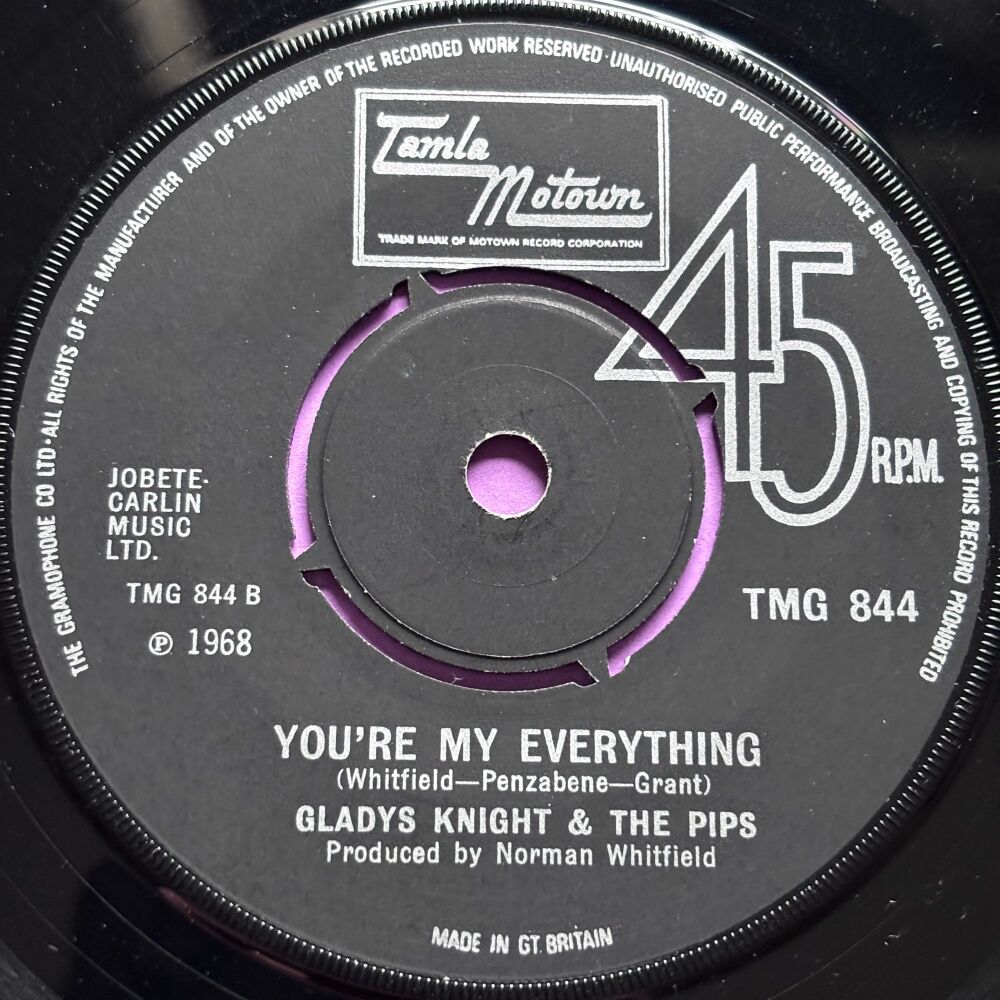 THE GRAMOPHONE CO LTD·ALL RIGHTS OF THE MANUFACTURER AND OF THE OWNER OF THE RECORDED WORK RESERVED·UNAUTHORISED PUBLIC PERFORMANCE BROADCASTING AND COPYING OF THIS RECORD PROHIBITED
Tamla
Motown
TRADE MARK OF MOTOWN RECORD CORPORATION
45
R.P.M.
JOBETE-
CARLIN
MUSIC
LTD.
TMG 844 B
℗ 1968
TMG 844
YOU'RE MY EVERYTHING
(Whitfield—Penzabene—Grant)
GLADYS KNIGHT & THE PIPS
Produced by Norman Whitfield
MADE IN GT. BRITAIN